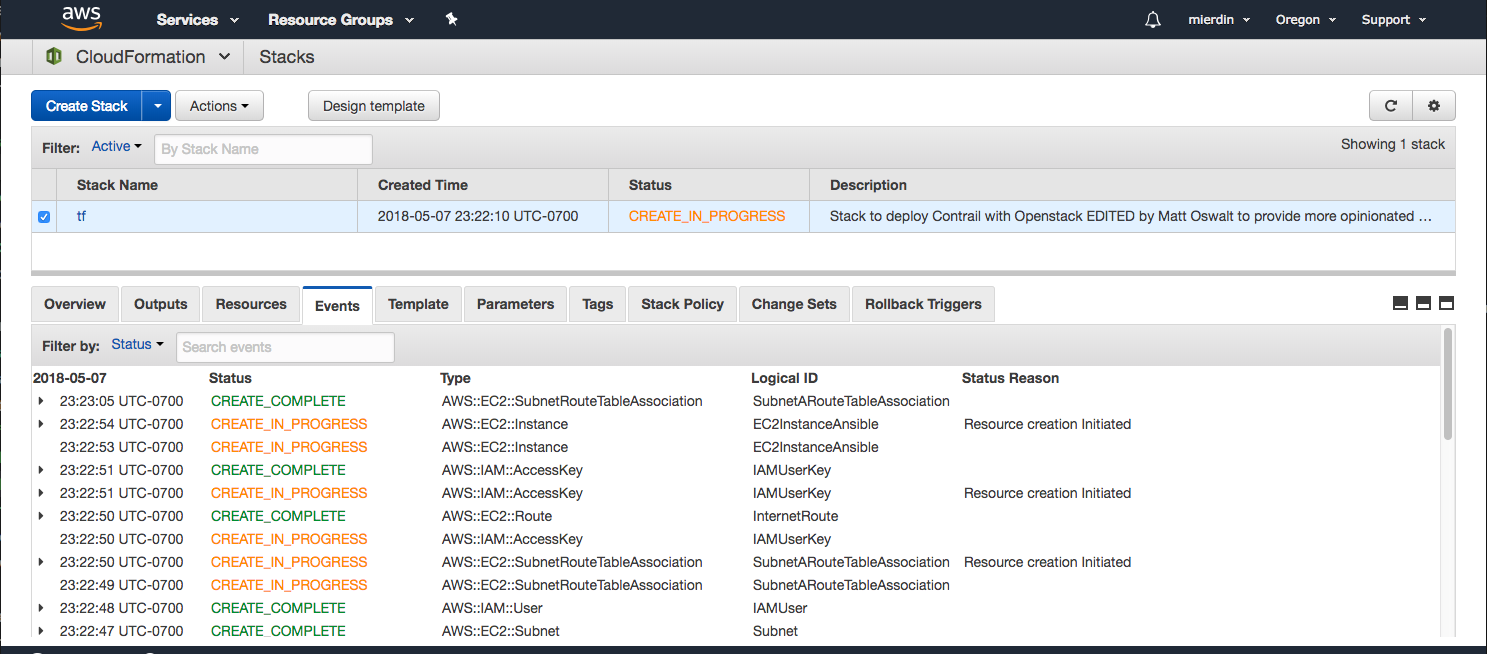 aws Services Resource Groups mierdin Oregon Support
CloudFormation Stacks
Create Stack Actions Design template
Filter: Active By Stack Name Showing 1 stack
Stack Name Created Time Status Description
tf 2018-05-07 23:22:10 UTC-0700 CREATE_IN_PROGRESS Stack to deploy Contrail with Openstack EDITED by Matt Oswalt to provide more opinionated ...
Overview Outputs Resources Events Template Parameters Tags Stack Policy Change Sets Rollback Triggers
Filter by: Status Search events
2018-05-07 Status Type Logical ID Status Reason
23:23:05 UTC-0700 CREATE_COMPLETE AWS::EC2::SubnetRouteTableAssociation SubnetARouteTableAssociation
23:22:54 UTC-0700 CREATE_IN_PROGRESS AWS::EC2::Instance EC2InstanceAnsible Resource creation Initiated
23:22:53 UTC-0700 CREATE_IN_PROGRESS AWS::EC2::Instance EC2InstanceAnsible
23:22:51 UTC-0700 CREATE_COMPLETE AWS::IAM::AccessKey IAMUserKey
23:22:51 UTC-0700 CREATE_IN_PROGRESS AWS::IAM::AccessKey IAMUserKey Resource creation Initiated
23:22:50 UTC-0700 CREATE_COMPLETE AWS::EC2::Route InternetRoute
23:22:50 UTC-0700 CREATE_IN_PROGRESS AWS::IAM::AccessKey IAMUserKey
23:22:50 UTC-0700 CREATE_IN_PROGRESS AWS::EC2::SubnetRouteTableAssociation SubnetARouteTableAssociation Resource creation Initiated
23:22:49 UTC-0700 CREATE_IN_PROGRESS AWS::EC2::SubnetRouteTableAssociation SubnetARouteTableAssociation
23:22:48 UTC-0700 CREATE_COMPLETE AWS::IAM::User IAMUser
23:22:47 UTC-0700 CREATE_COMPLETE AWS::EC2::Subnet Subnet